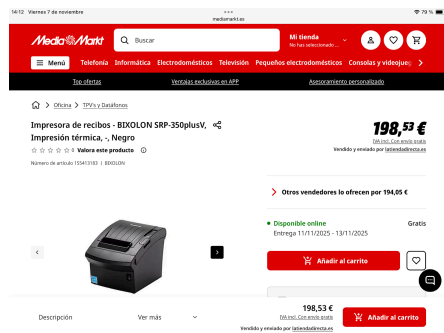 14:12 Viernes 7 de noviembre
79 %
mediamarkt.es
MediaMarkt
Buscar
Mi tienda
No has seleccionado ...
Menú
Telefonía
Informática
Electrodomésticos
Televisión
Pequeños electrodomésticos
Consolas y videojueg
Top ofertas
Ventajas exclusivas en APP
Asesoramiento personalizado
Oficina
TPV's y Datáfonos
Impresora de recibos - BIXOLON SRP-350plusV,
Impresión térmica, -, Negro
0 Valora este producto
Número de artículo 155413183 | BIXOLON
198,53 €
IVA incl. Con envío gratis
Vendido y enviado por latiendadirecta.es
Otros vendedores lo ofrecen por 194,05 €
Disponible online
Gratis
Entrega 11/11/2025 - 13/11/2025
Añadir al carrito
Descripción
Ver más
198,53 €
IVA incl. Con envío gratis
Vendido y enviado por latiendadirecta.es
Añadir al carrito